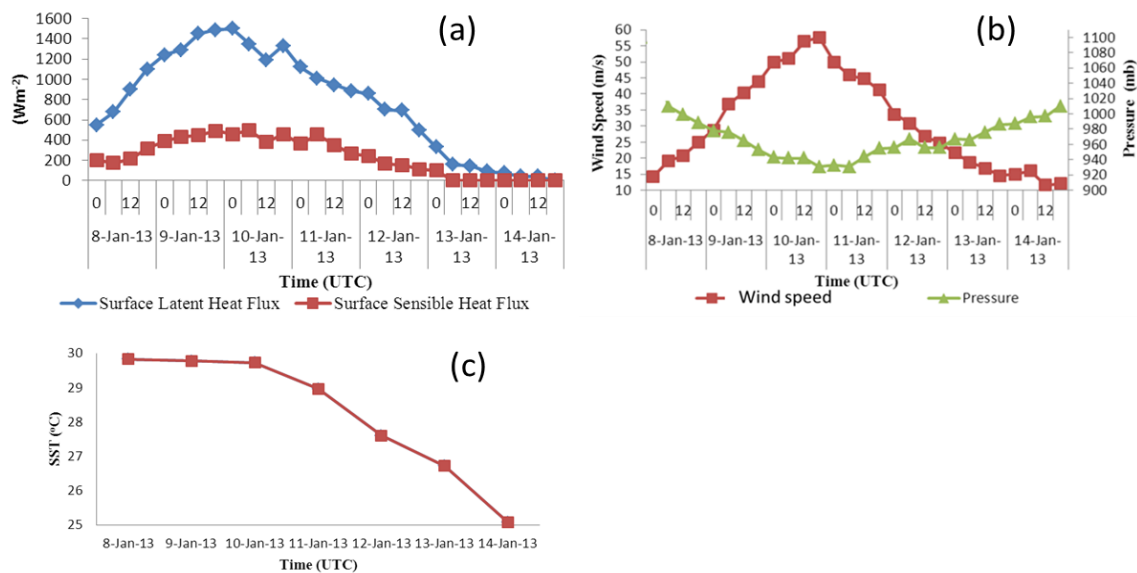 (a)
1600
1400
1200
1000
800
600
400
200
0
(Wm-2)
0 12 0 12 0 12 0 12 0 12 0 12 0 12
8-Jan-13 9-Jan-13 10-Jan-13 11-Jan-13 12-Jan-13 13-Jan-13 14-Jan-13
Time (UTC)
Surface Latent Heat Flux Surface Sensible Heat Flux
(b)
60
55
50
45
40
35
30
25
20
15
10
Wind Speed (m/s)
1100
1080
1060
1040
1020
1000
980
960
940
920
900
Pressure (mb)
0 12 0 12 0 12 0 12 0 12 0 12 0 12
8-Jan-13 9-Jan-13 10-Jan-13 11-Jan-13 12-Jan-13 13-Jan-13 14-Jan-13
Time (UTC)
Wind speed Pressure
(c)
30
29
28
27
26
25
SST (oC)
8-Jan-13 9-Jan-13 10-Jan-13 11-Jan-13 12-Jan-13 13-Jan-13 14-Jan-13
Time (UTC)